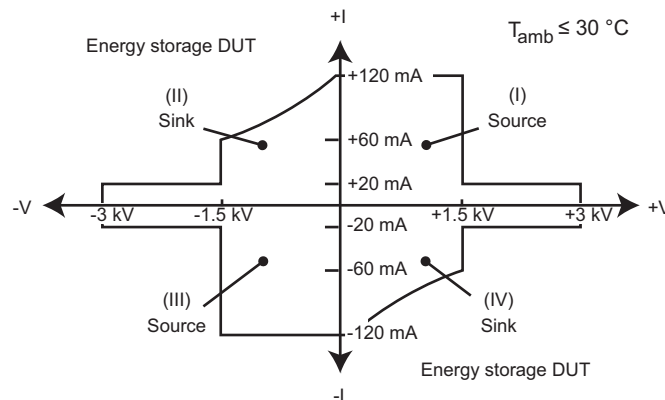 +I
Energy storage DUT
T_amb ≤ 30 °C
+120 mA
(II)
Sink
(I)
Source
+60 mA
+20 mA
-V
-3 kV
-1.5 kV
+1.5 kV
+3 kV
+V
-20 mA
-60 mA
(III)
Source
(IV)
Sink
-120 mA
Energy storage DUT
-I